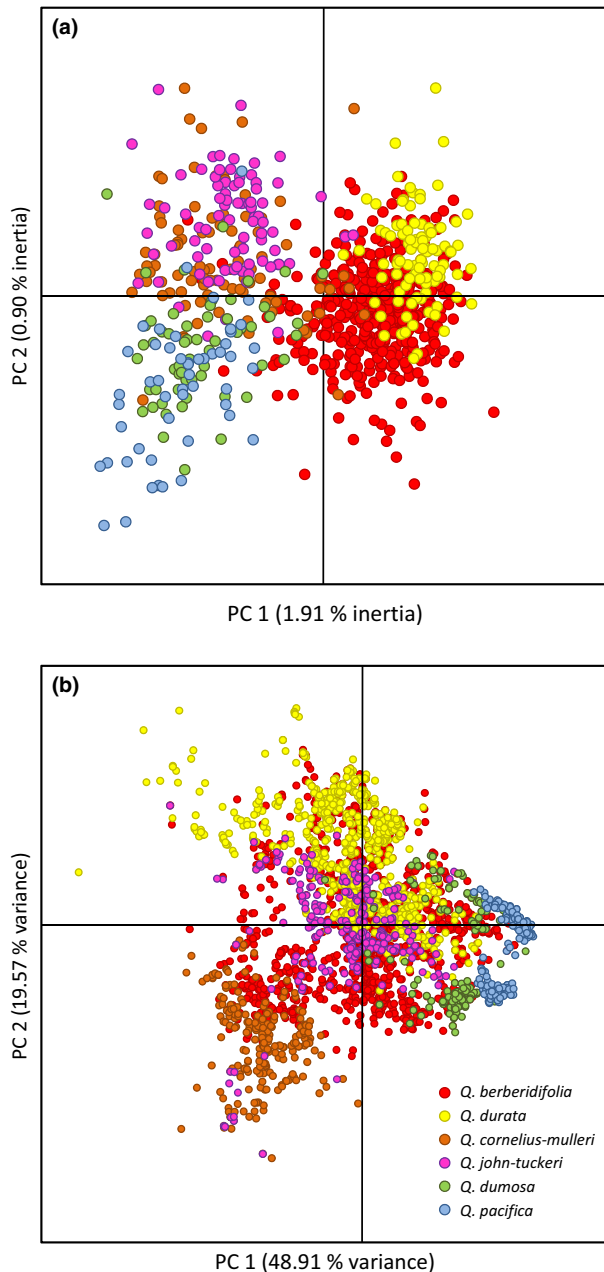 (a)
PC 2 (0.90 % inertia)
PC 1 (1.91 % inertia)
(b)
PC 2 (19.57 % variance)
Q. berberidifolia
Q. durata
Q. cornelius-mulleri
Q. john-tuckeri
Q. dumosa
Q. pacifica
PC 1 (48.91 % variance)